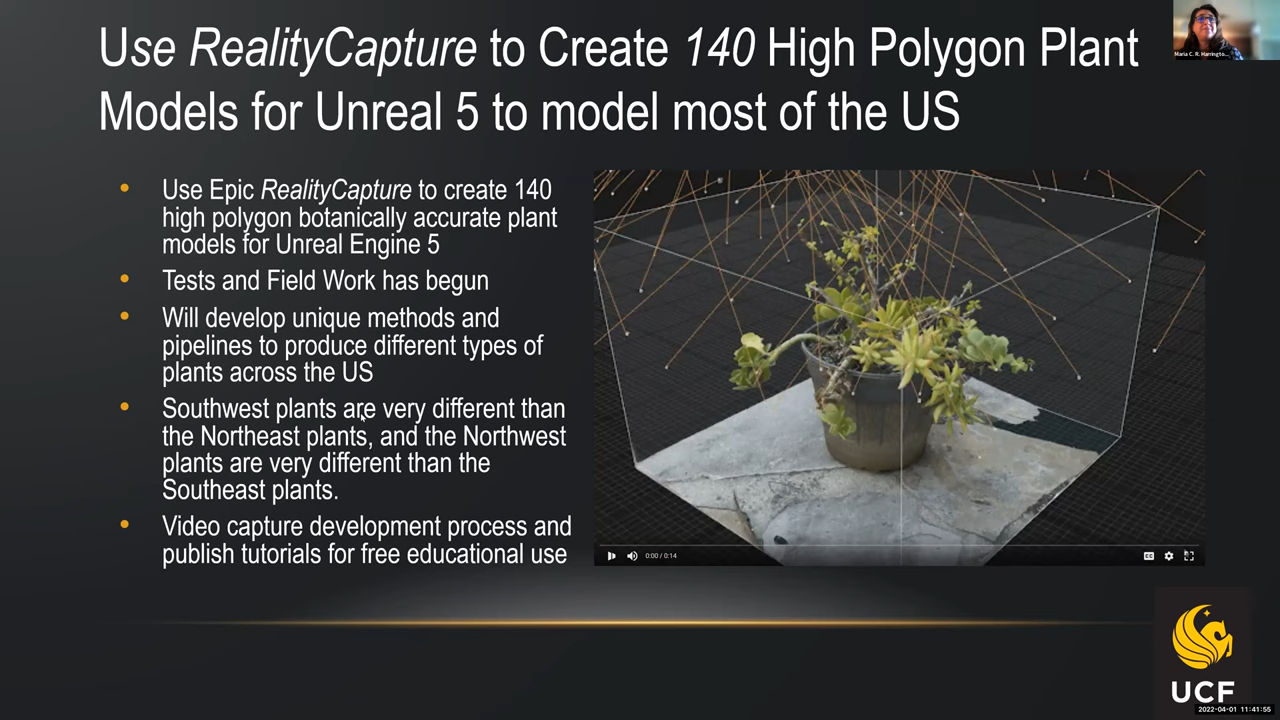 Use RealityCapture to Create 140 High Polygon Plant
Models for Unreal 5 to model most of the US
Maria C. R. Harringto...
• Use Epic RealityCapture to create 140
high polygon botanically accurate plant
models for Unreal Engine 5
• Tests and Field Work has begun
• Will develop unique methods and
pipelines to produce different types of
plants across the US
• Southwest plants are very different than
the Northeast plants, and the Northwest
plants are very different than the
Southeast plants.
• Video capture development process and
publish tutorials for free educational use
0:00 / 0:14
CC
UCF
2022-04-01 11:41:55